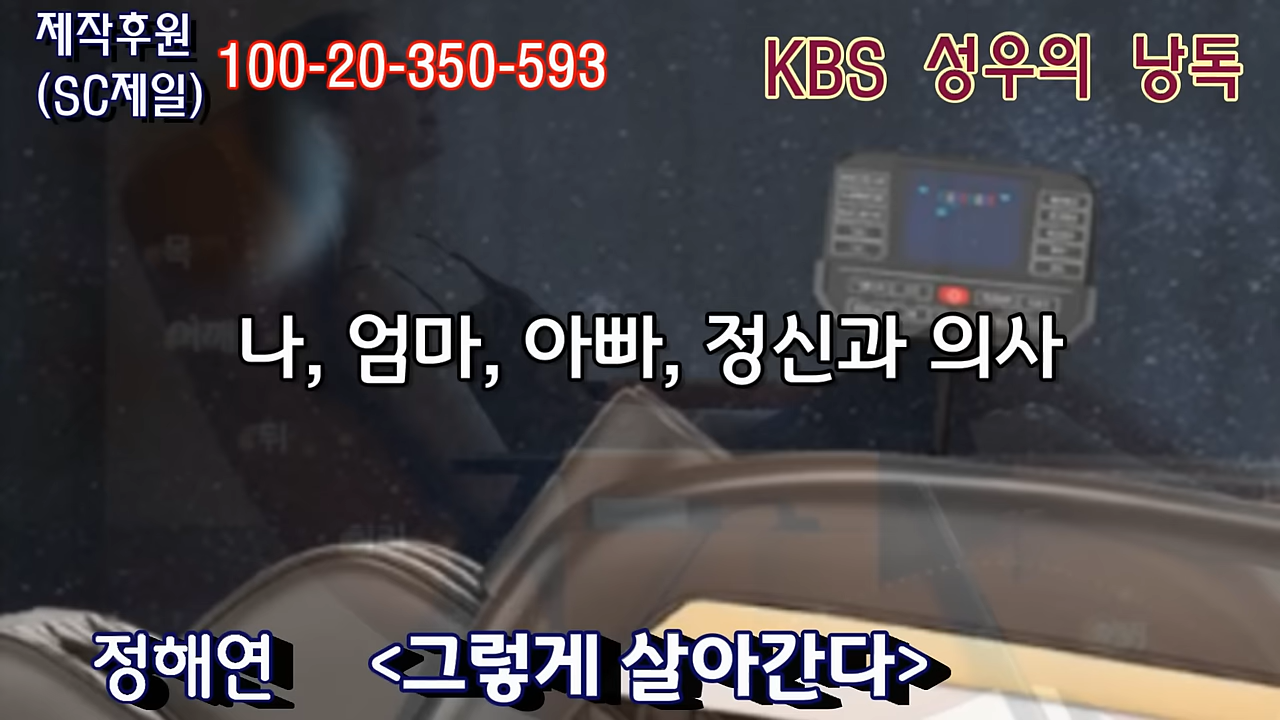 제작후원
(SC제일)
100-20-350-593
KBS 성우의 낭독
나, 엄마, 아빠, 정신과 의사
정해연 <그렇게 살아간다>